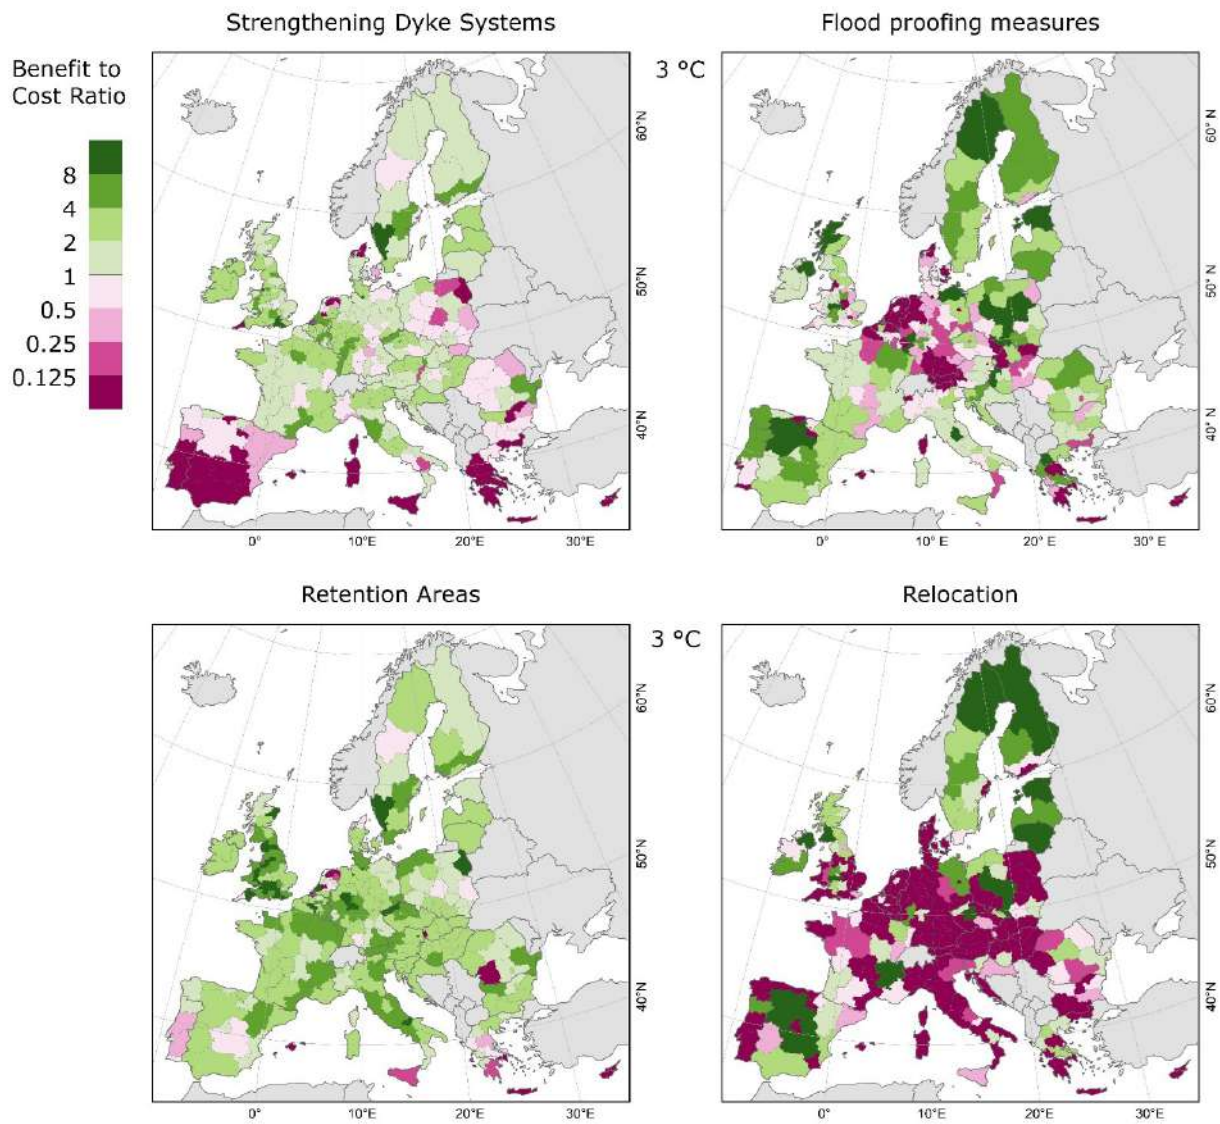 Strengthening Dyke Systems
Flood proofing measures
Benefit to
Cost Ratio
3 °C
8
4
2
1
0.5
0.25
0.125
60°N
50°N
40°N
0°
10°E
20°E
30°E
60°N
50°N
40°N
0°
10°E
20°E
30°E
Retention Areas
Relocation
3 °C
60°N
50°N
40°N
0°
10°E
20°E
30°E
60°N
50°N
40°N
0°
10°E
20°E
30°E